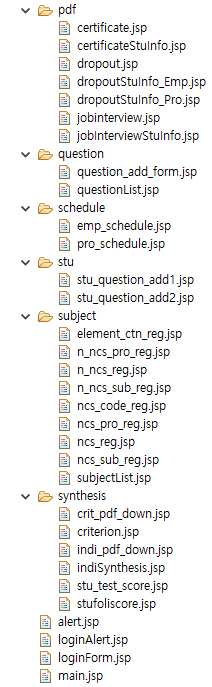 pdf
certificate.jsp
certificateStuInfo.jsp
dropout.jsp
dropoutStuInfo_Emp.jsp
dropoutStuInfo_Pro.jsp
jobinterview.jsp
jobInterviewStuInfo.jsp
question
question_add_form.jsp
questionList.jsp
schedule
emp_schedule.jsp
pro_schedule.jsp
stu
stu_question_add1.jsp
stu_question_add2.jsp
subject
element_ctn_reg.jsp
n_ncs_pro_reg.jsp
n_ncs_reg.jsp
n_ncs_sub_reg.jsp
ncs_code_reg.jsp
ncs_pro_reg.jsp
ncs_reg.jsp
ncs_sub_reg.jsp
subjectList.jsp
synthesis
crit_pdf_down.jsp
criterion.jsp
indi_pdf_down.jsp
indiSynthesis.jsp
stu_test_score.jsp
stufoliscore.jsp
alert.jsp
loginAlert.jsp
loginForm.jsp
main.jsp